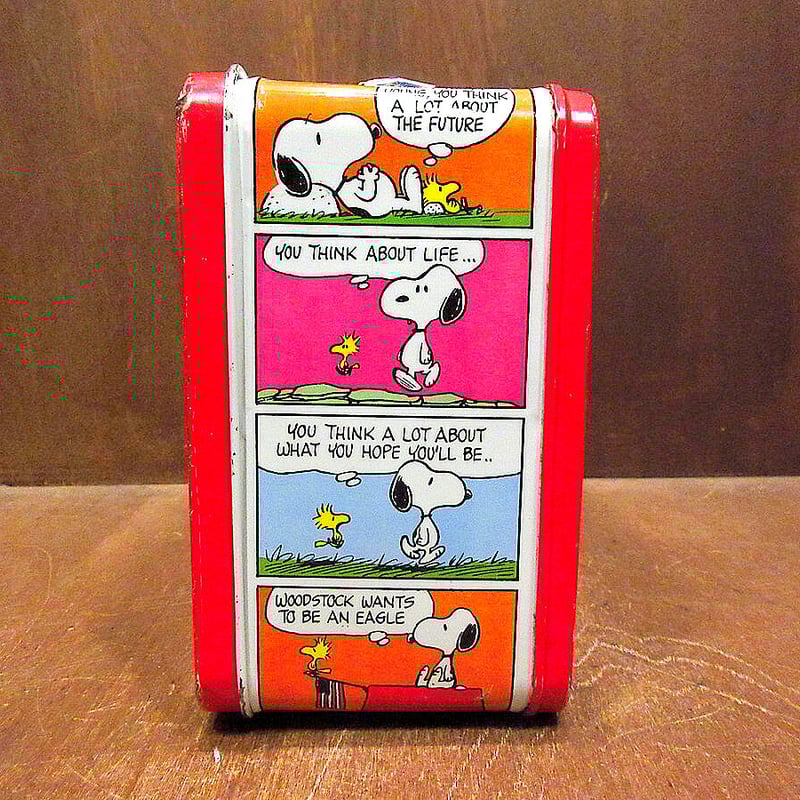 YOU THINK
A LOT ABOUT
THE FUTURE
YOU THINK ABOUT LIFE...
YOU THINK A LOT ABOUT
WHAT YOU HOPE YOU'LL BE..
WOODSTOCK WANTS
TO BE AN EAGLE